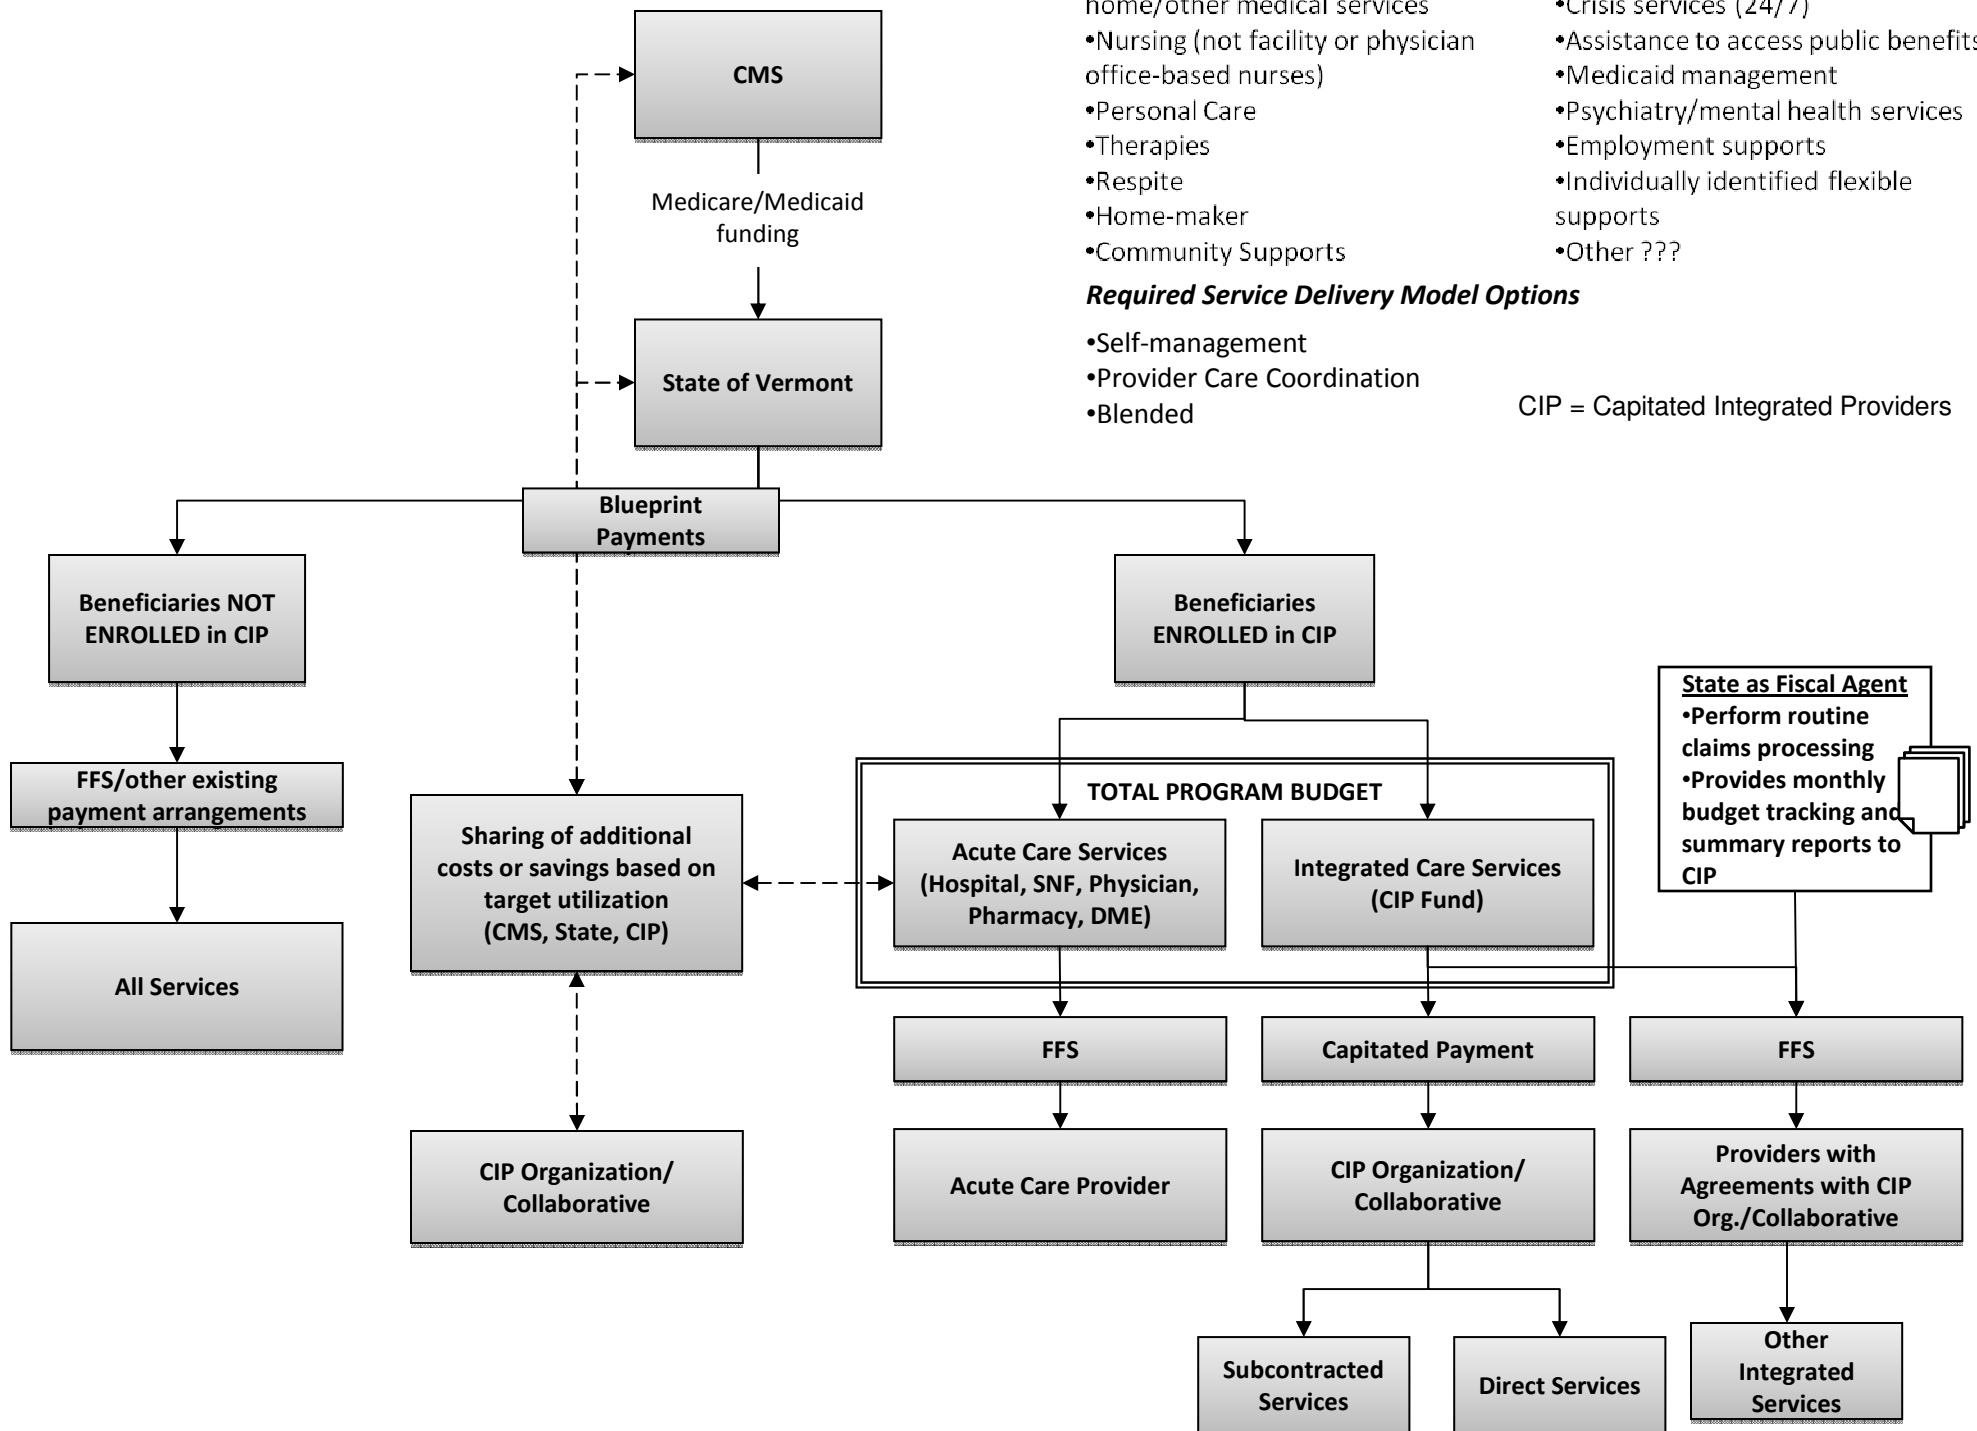 home/other medical services
•Nursing (not facility or physician
office-based nurses)
•Personal Care
•Therapies
•Respite
•Home-maker
•Community Supports
•Crisis services (24/7)
•Assistance to access public benefits
•Medicaid management
•Psychiatry/mental health services
•Employment supports
•Individually identified flexible
supports
•Other ???
Required Service Delivery Model Options
•Self-management
•Provider Care Coordination
•Blended
CIP = Capitated Integrated Providers
CMS
Medicare/Medicaid
funding
State of Vermont
Blueprint
Payments
Beneficiaries NOT
ENROLLED in CIP
FFS/other existing
payment arrangements
All Services
Sharing of additional
costs or savings based on
target utilization
(CMS, State, CIP)
CIP Organization/
Collaborative
Beneficiaries
ENROLLED in CIP
TOTAL PROGRAM BUDGET
Acute Care Services
(Hospital, SNF, Physician,
Pharmacy, DME)
Integrated Care Services
(CIP Fund)
State as Fiscal Agent
•Perform routine
claims processing
•Provides monthly
budget tracking and
summary reports to
CIP
FFS
Capitated Payment
FFS
Acute Care Provider
CIP Organization/
Collaborative
Providers with
Agreements with CIP
Org./Collaborative
Subcontracted
Services
Direct Services
Other
Integrated
Services